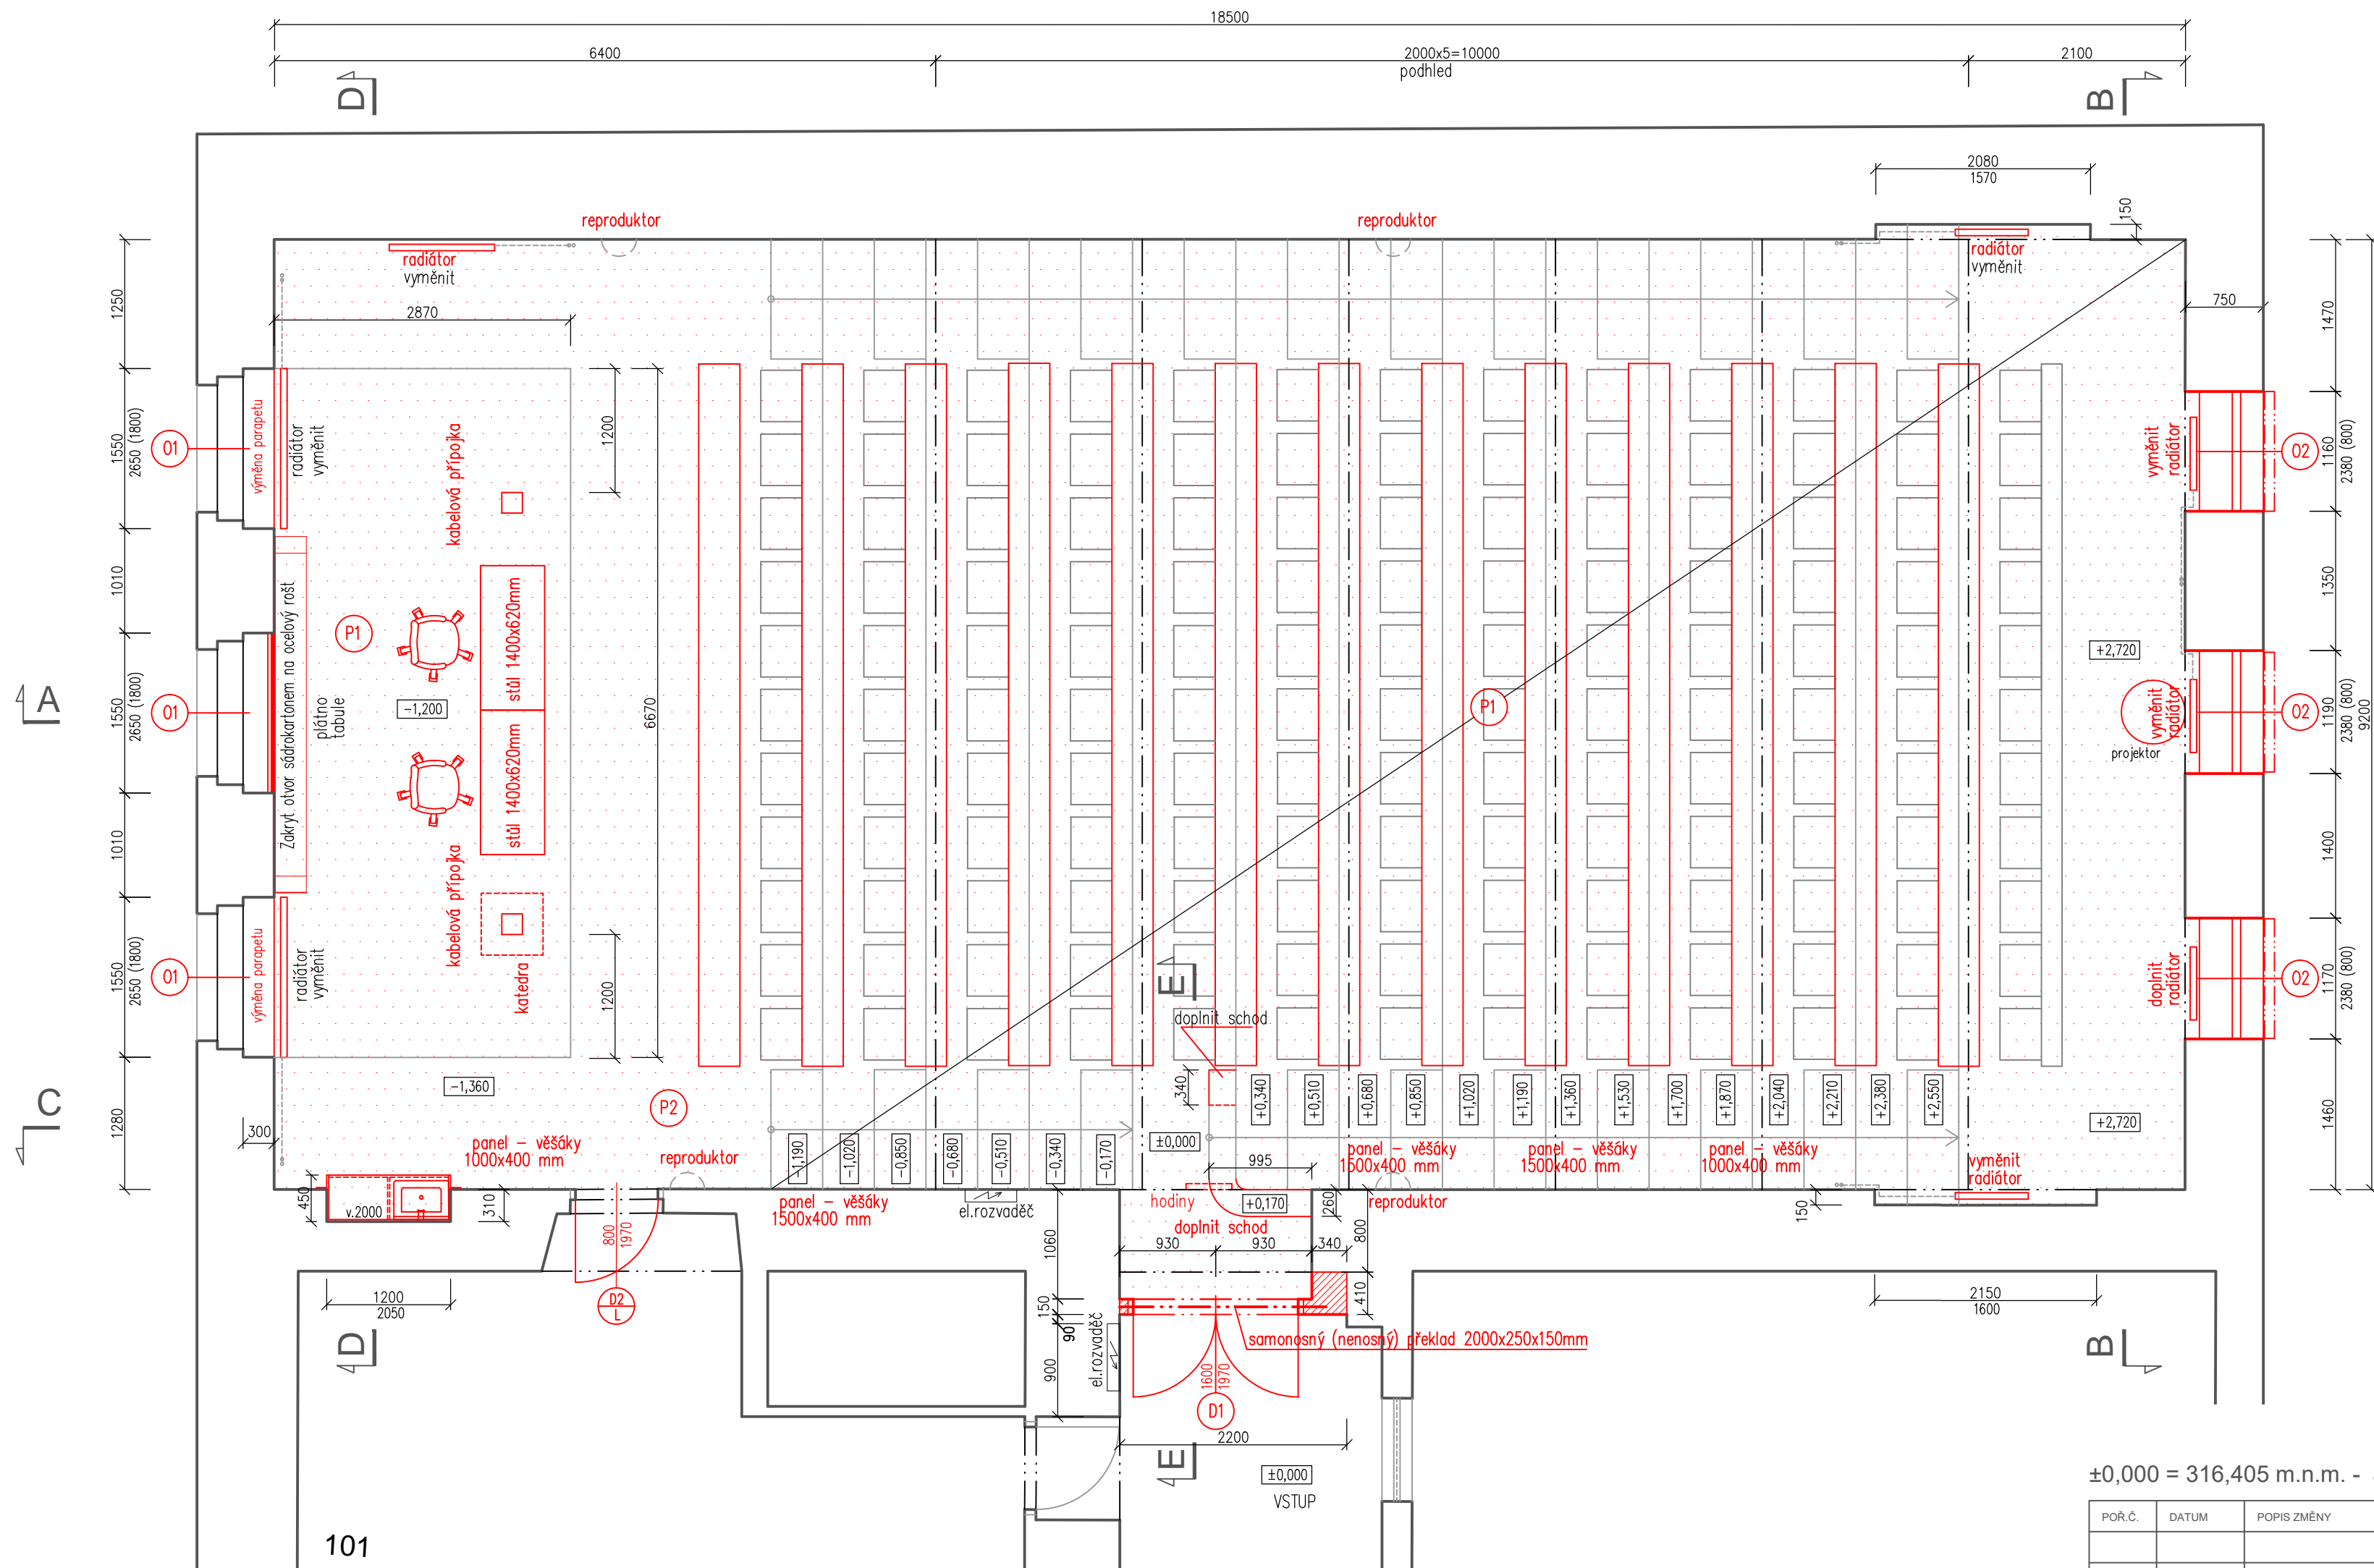 18500
6400
2000x5=10000
podhled
2100
D
B
2080
1570
150
reproduktor
reproduktor
radiátor
vyměnit
radiátor
vyměnit
2870
750
1250
1550
2650 (1800)
1010
1550
2650 (1800)
1010
1550
2650 (1800)
1280
O1
O1
O1
výměna parapetu
radiátor
vyměnit
kabelová přípojka
1200
Zakryt otvor sádrokartonem na ocelový rošt
P1
plátno
tabule
-1,200
stůl 1400x620mm
stůl 1400x620mm
6670
kabelová přípojka
výměna parapetu
radiátor
vyměnit
katedra
1200
P1
1470
1160
2380 (800)
1350
1190
2380 (800)
9200
1400
1170
2380 (800)
1460
vyměnit
radiátor
O2
+2,720
vyměnit
radiátor
O2
projektor
doplnit
radiátor
O2
A
C
E
doplnit schod
340
-1,360
P2
300
panel - věšáky
1000x400 mm
reproduktor
-1,190
-1,020
-0,850
-0,680
-0,510
-0,340
-0,170
±0,000
+0,340
+0,510
+0,680
+0,850
+1,020
+1,190
+1,360
+1,530
+1,700
+1,870
+2,040
+2,210
+2,380
+2,550
+2,720
panel - věšáky
1500x400 mm
panel - věšáky
1500x400 mm
panel - věšáky
1000x400 mm
vyměnit
radiátor
995
450
v.2000
310
panel - věšáky
1500x400 mm
el.rozvaděč
hodiny
+0,170
260
reproduktor
doplnit schod
150
800
1970
1060
930
930
340
800
410
1200
2050
D2
L
150
90
900
el.rozvaděč
samonosný (nenosný) překlad 2000x250x150mm
2150
1600
D
B
1600
1970
D1
2200
E
±0,000
VSTUP
±0,000 = 316,405 m.n.m. -
POŘ.Č.
DATUM
POPIS ZMĚNY
101